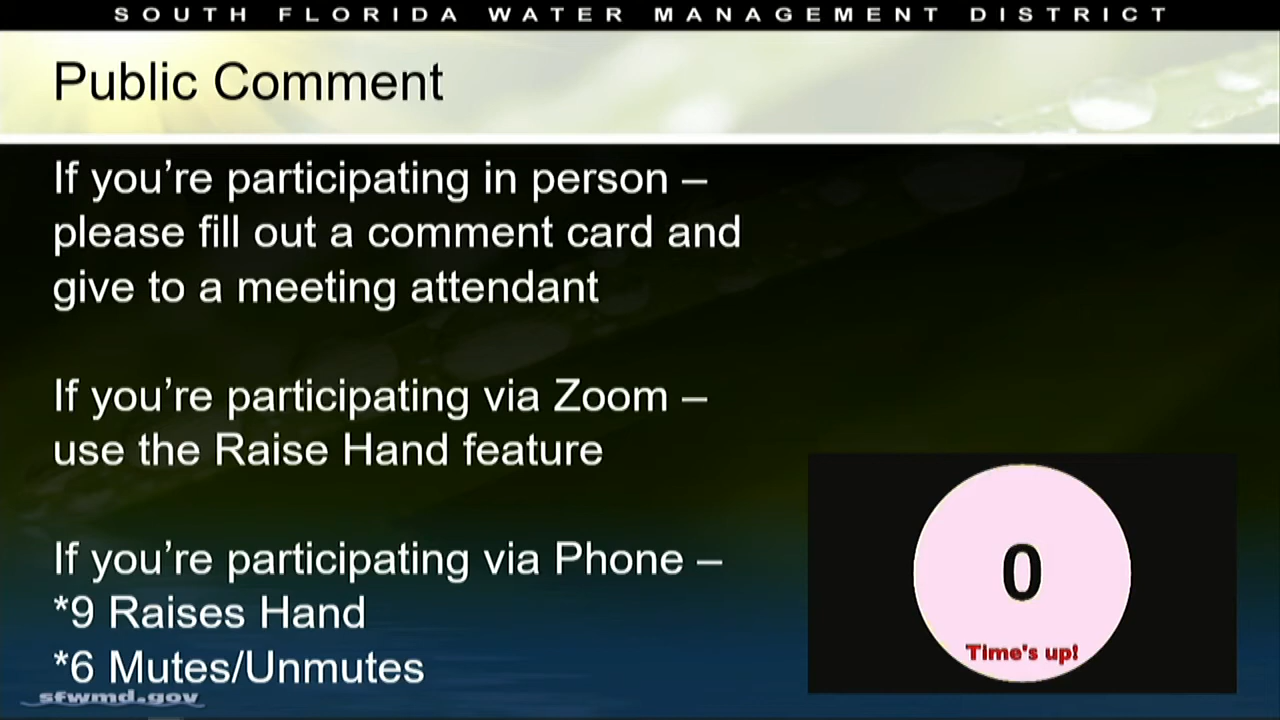 SOUTH FLORIDA WATER MANAGEMENT DISTRICT
Public Comment
If you're participating in person –
please fill out a comment card and
give to a meeting attendant
If you're participating via Zoom –
use the Raise Hand feature
If you're participating via Phone –
*9 Raises Hand
*6 Mutes/Unmutes
sfwmd.gov
0
Time's up!